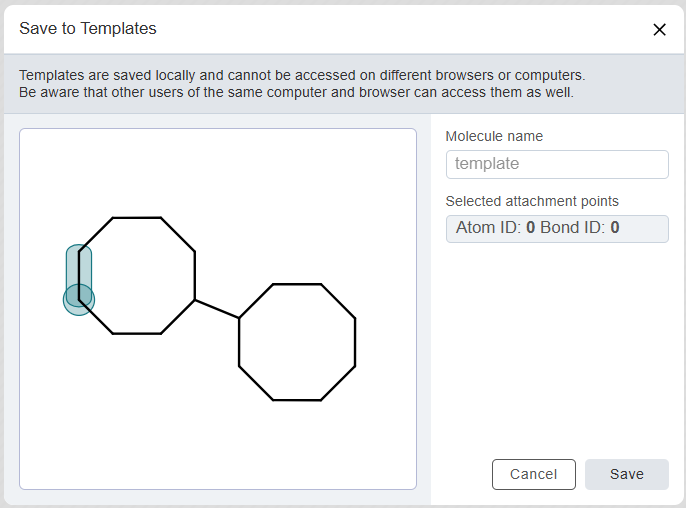 Save to Templates
Templates are saved locally and cannot be accessed on different browsers or computers.
Be aware that other users of the same computer and browser can access them as well.
Molecule name
template
Selected attachment points
Atom ID: 0 Bond ID: 0
Cancel
Save